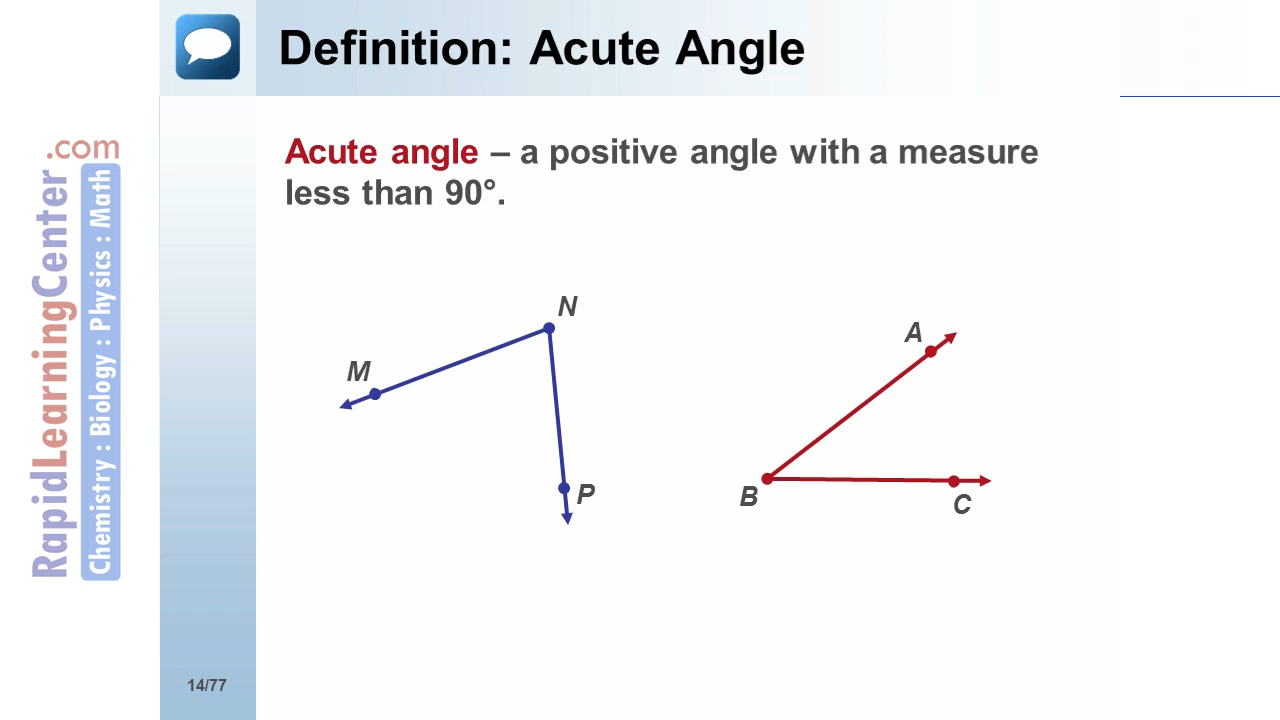 Definition: Acute Angle
Acute angle – a positive angle with a measure
less than 90°.
N
M
P
A
B
C
RapidLearningCenter
.com
Chemistry : Biology : Physics : Math
14/77